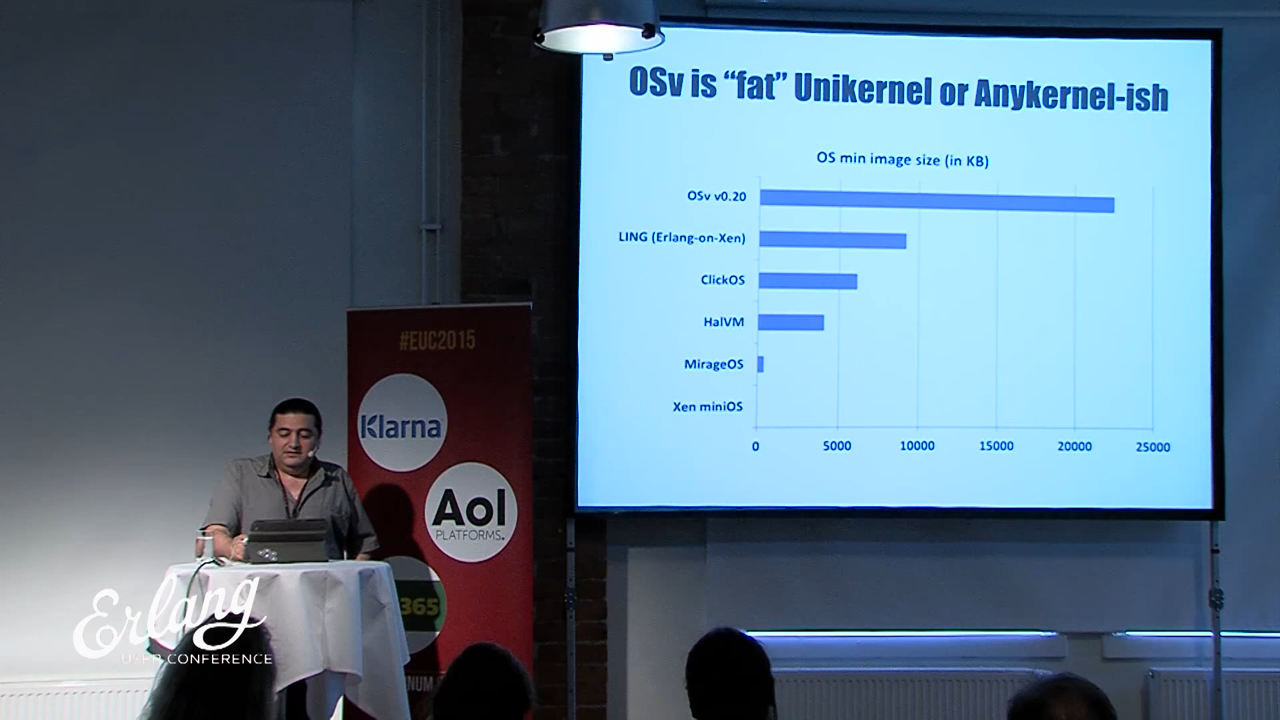 OSv is “fat” Unikernel or Anykernel-ish
OS min image size (in KB)
OSv v0.20
LING (Erlang-on-Xen)
ClickOS
HalVM
MirageOS
Xen miniOS
0 5000 10000 15000 20000 25000
#EUC2015
Klarna
Aol
PLATFORMS.
365
Erlang
USER CONFERENCE